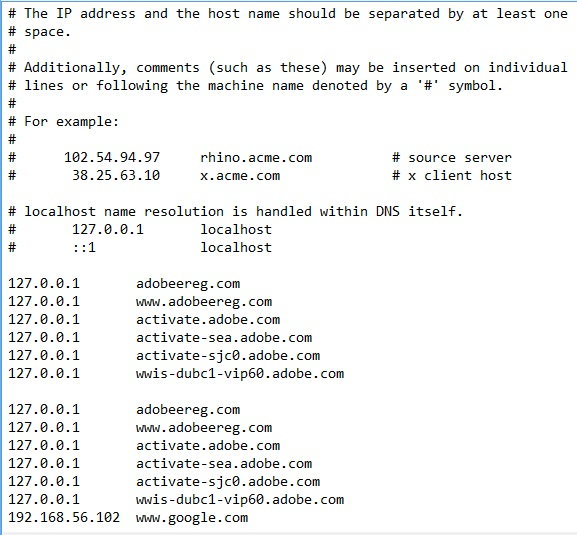 # The IP address and the host name should be separated by at least one
# space.
#
# Additionally, comments (such as these) may be inserted on individual
# lines or following the machine name denoted by a '#' symbol.
#
# For example:
#
#      102.54.94.97     rhino.acme.com          # source server
#       38.25.63.10     x.acme.com              # x client host

# localhost name resolution is handled within DNS itself.
#       127.0.0.1       localhost
#       ::1             localhost

127.0.0.1       adobeereg.com
127.0.0.1       www.adobeereg.com
127.0.0.1       activate.adobe.com
127.0.0.1       activate-sea.adobe.com
127.0.0.1       activate-sjc0.adobe.com
127.0.0.1       wwis-dubc1-vip60.adobe.com

127.0.0.1       adobeereg.com
127.0.0.1       www.adobeereg.com
127.0.0.1       activate.adobe.com
127.0.0.1       activate-sea.adobe.com
127.0.0.1       activate-sjc0.adobe.com
127.0.0.1       wwis-dubc1-vip60.adobe.com
192.168.56.102  www.google.com